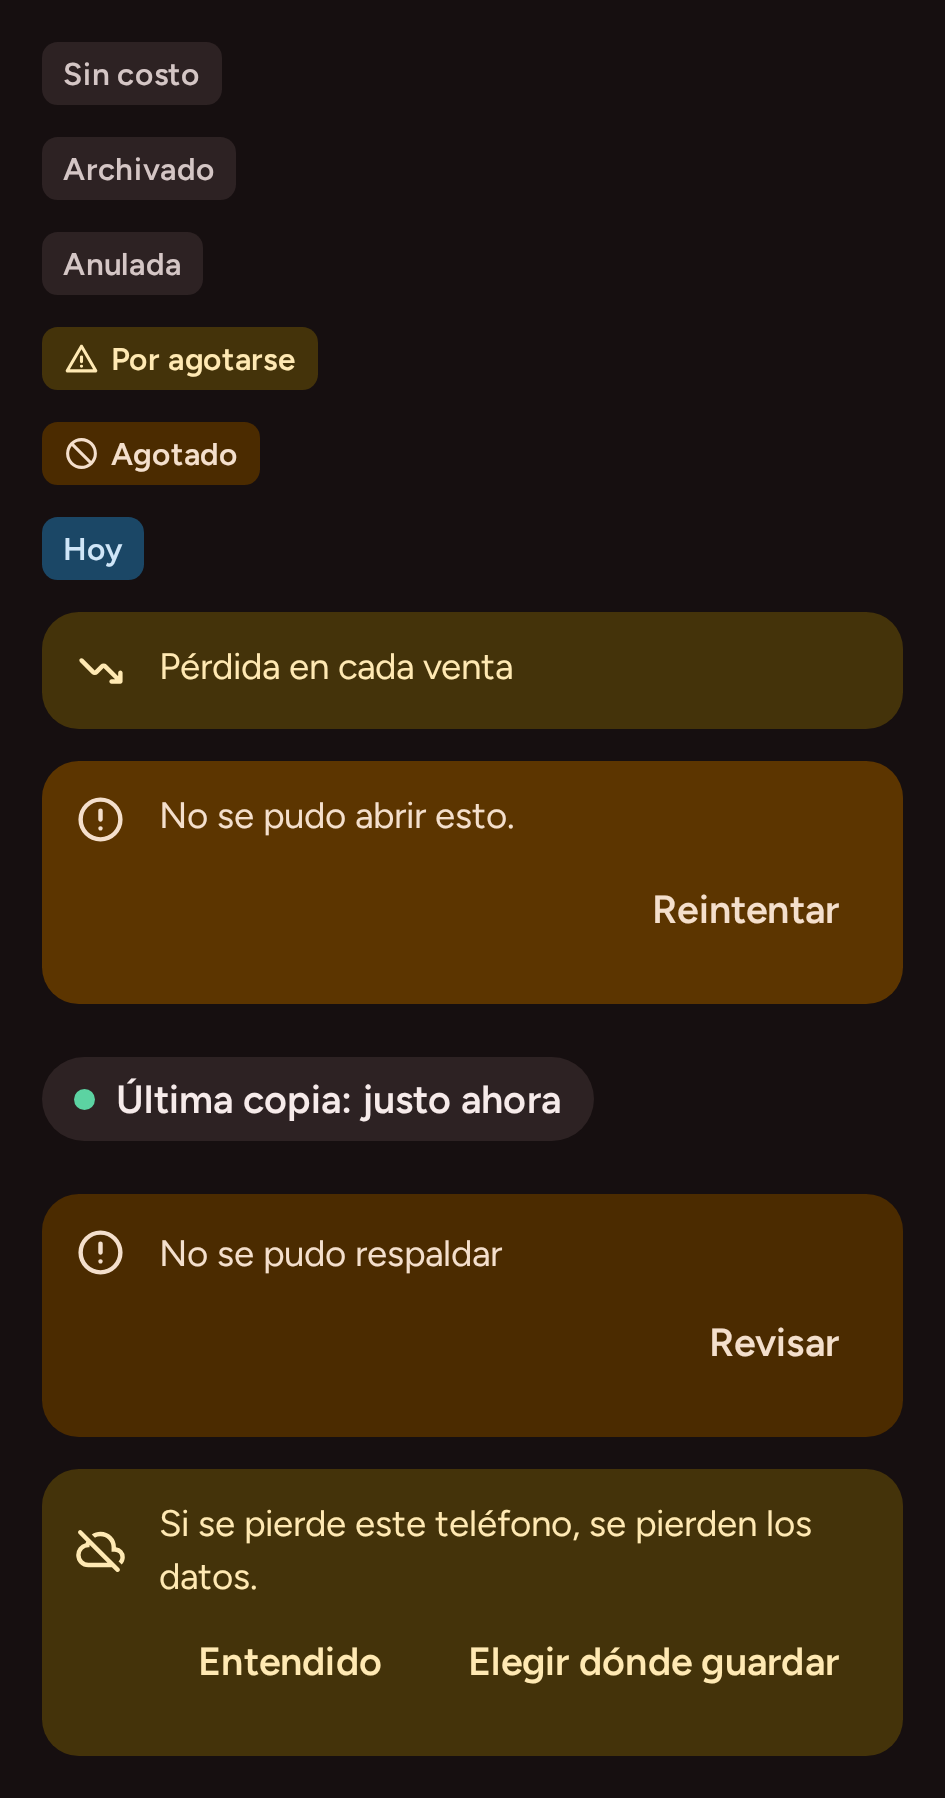 Sin costo
Archivado
Anulada
Por agotarse
Agotado
Hoy
Pérdida en cada venta
No se pudo abrir esto.
Reintentar
Última copia: justo ahora
No se pudo respaldar
Revisar
Si se pierde este teléfono, se pierden los
datos.
Entendido Elegir dónde guardar